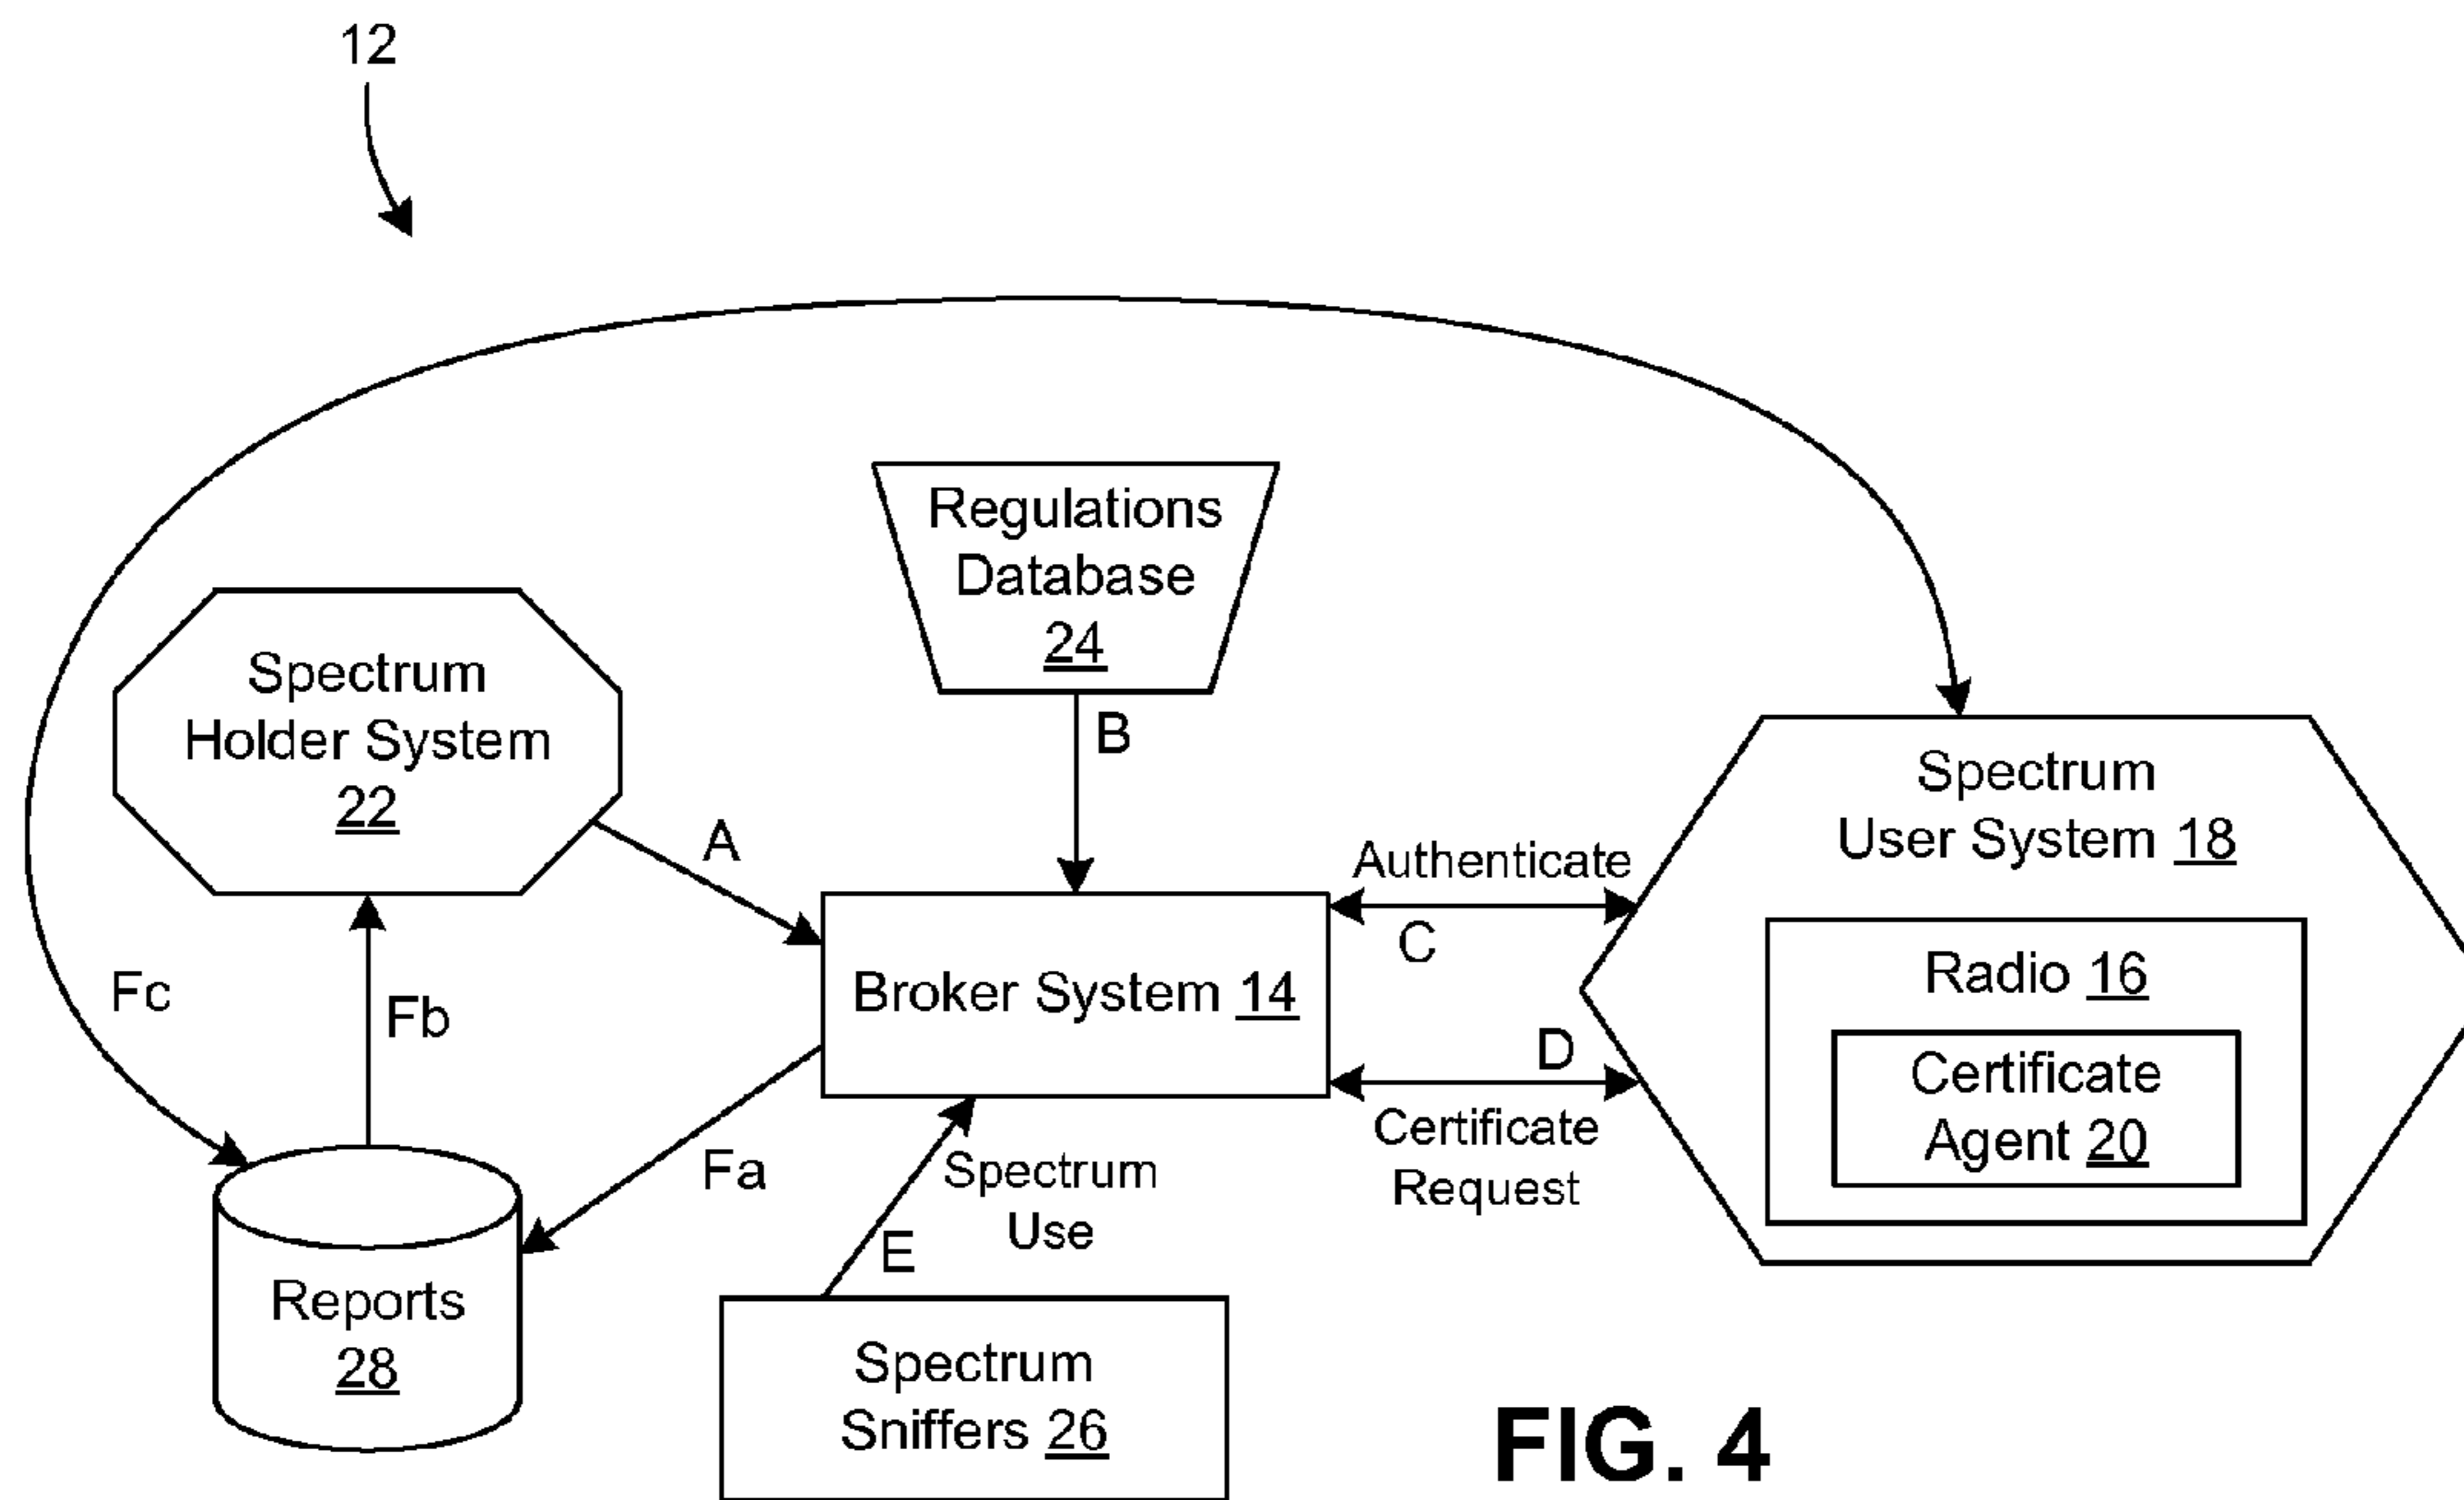 12
Regulations
Database
24
B
Spectrum
Holder System
22
A
Spectrum
User System 18
Authenticate
C
Radio 16
Broker System 14
Fc
Fb
D
Certificate
Agent 20
Certificate
Request
Fa
Spectrum
Use
E
Reports
28
Spectrum
Sniffers 26
FIG. 4